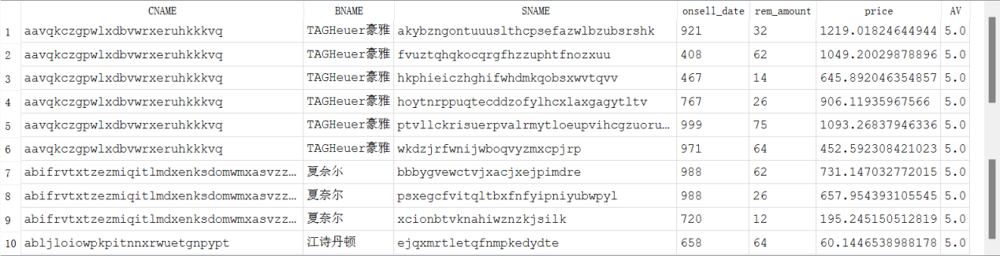 CNAME BNAME SNAME onsell_date rem_amount price AV
1 aavqkczgpwlxdbvwrxeruhkkkvq TAGHeuer豪雅 akybzngontuuuslthcpsefazwlbzubsrshk 921 32 1219.01824644944 5.0
2 aavqkczgpwlxdbvwrxeruhkkkvq TAGHeuer豪雅 fvuztqhqkocqrgfhzzuphtfnozxuu 408 62 1049.20029878896 5.0
3 aavqkczgpwlxdbvwrxeruhkkkvq TAGHeuer豪雅 hkphieiczhghifwhdmkqobsxwvtqvv 467 14 645.892046354857 5.0
4 aavqkczgpwlxdbvwrxeruhkkkvq TAGHeuer豪雅 hoytnrppuqtecddzofylhcxlaxgagytltv 767 26 906.11935967566 5.0
5 aavqkczgpwlxdbvwrxeruhkkkvq TAGHeuer豪雅 ptvllckrisuerpvalrmytloeupvihcgzuoru... 999 75 1093.26837946336 5.0
6 aavqkczgpwlxdbvwrxeruhkkkvq TAGHeuer豪雅 wkdzjrfwnijwboqvyzmxcpjrp 971 64 452.592308421023 5.0
7 abifrvtxtzezmiqitlmdxenksdomwmxasvzz... 夏奈尔 bbbygvewctvjxacjxejpimdre 988 62 731.147032772015 5.0
8 abifrvtxtzezmiqitlmdxenksdomwmxasvzz... 夏奈尔 psxegcfvitqltbxfnfyipniyubwpyl 988 26 657.954393105545 5.0
9 abifrvtxtzezmiqitlmdxenksdomwmxasvzz... 夏奈尔 xcionbtvknahiwznzkjsilk 720 12 195.245150512819 5.0
10 abljloiowpkpitnnxrwuetgnpypt 江诗丹顿 ejqxmrtletqfnmpkedydte 658 64 60.1446538988178 5.0